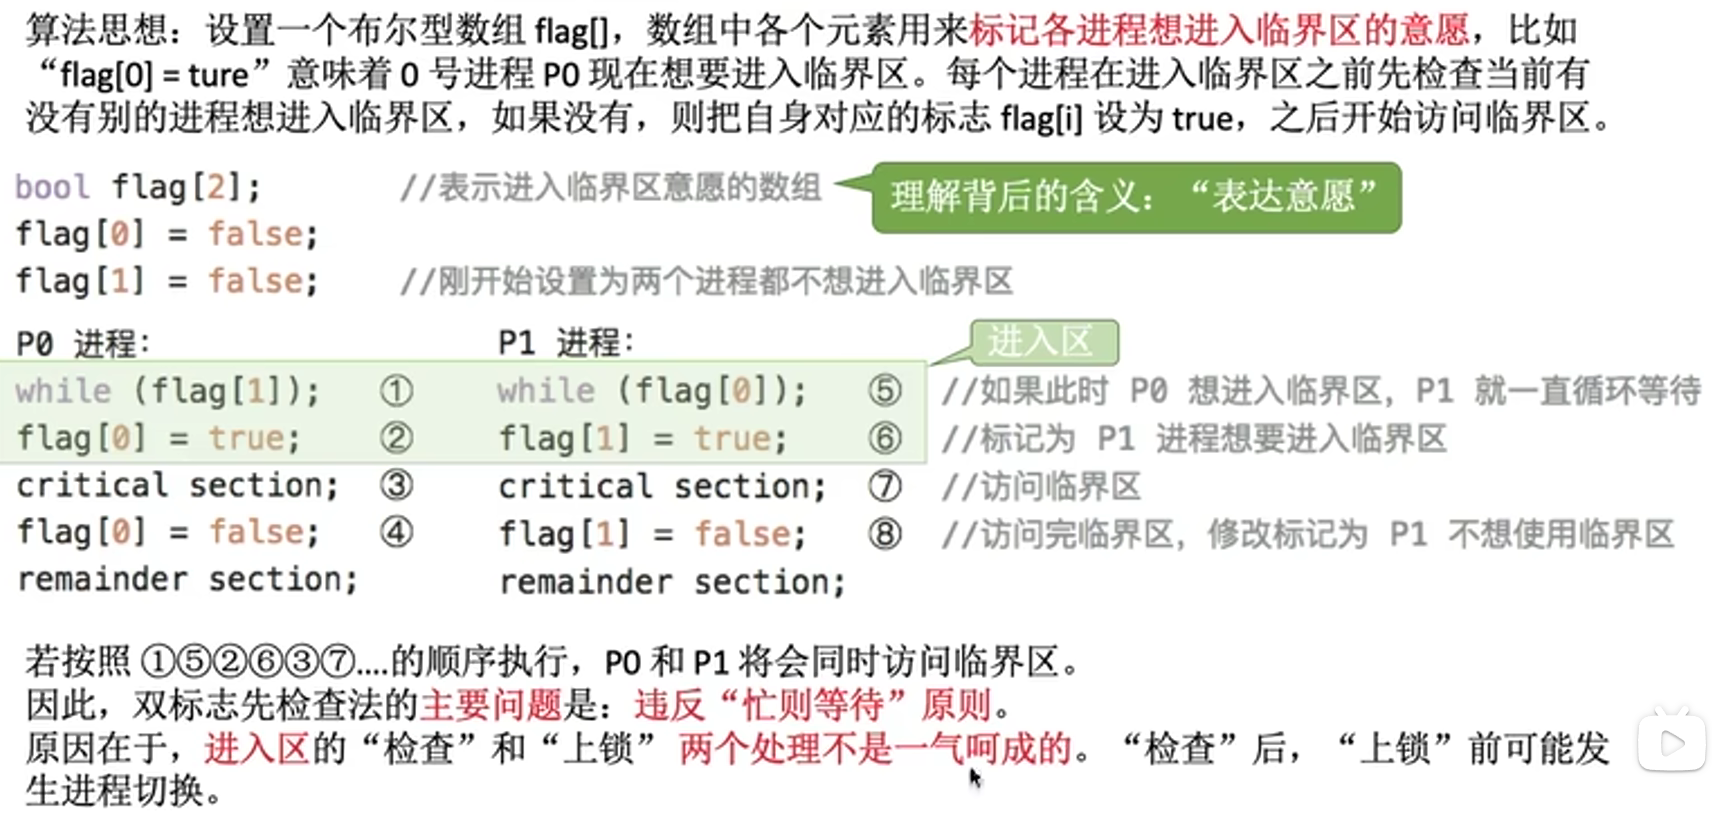 算法思想：设置一个布尔型数组 flag[]，数组中各个元素用来标记各进程想进入临界区的意愿，比如
“flag[0] = ture”意味着 0 号进程 P0 现在想要进入临界区。每个进程在进入临界区之前先检查当前有
没有别的进程想进入临界区，如果没有，则把自身对应的标志 flag[i] 设为 true，之后开始访问临界区。
bool flag[2]; //表示进入临界区意愿的数组 理解背后的含义：“表达意愿”
flag[0] = false;
flag[1] = false; //刚开始设置为两个进程都不想进入临界区
P0 进程: P1 进程: 进入区
while (flag[1]); ① while (flag[0]); ⑤ //如果此时 P0 想进入临界区，P1 就一直循环等待
flag[0] = true; ② flag[1] = true; ⑥ //标记为 P1 进程想要进入临界区
critical section; ③ critical section; ⑦ //访问临界区
flag[0] = false; ④ flag[1] = false; ⑧ //访问完临界区，修改标记为 P1 不想使用临界区
remainder section; remainder section;
若按照 ①⑤②⑥③⑦....的顺序执行，P0 和 P1 将会同时访问临界区。
因此，双标志先检查法的主要问题是：违反“忙则等待”原则。
原因在于，进入区的“检查”和“上锁” 两个处理不是一气呵成的。“检查”后，“上锁”前可能发
生进程切换。